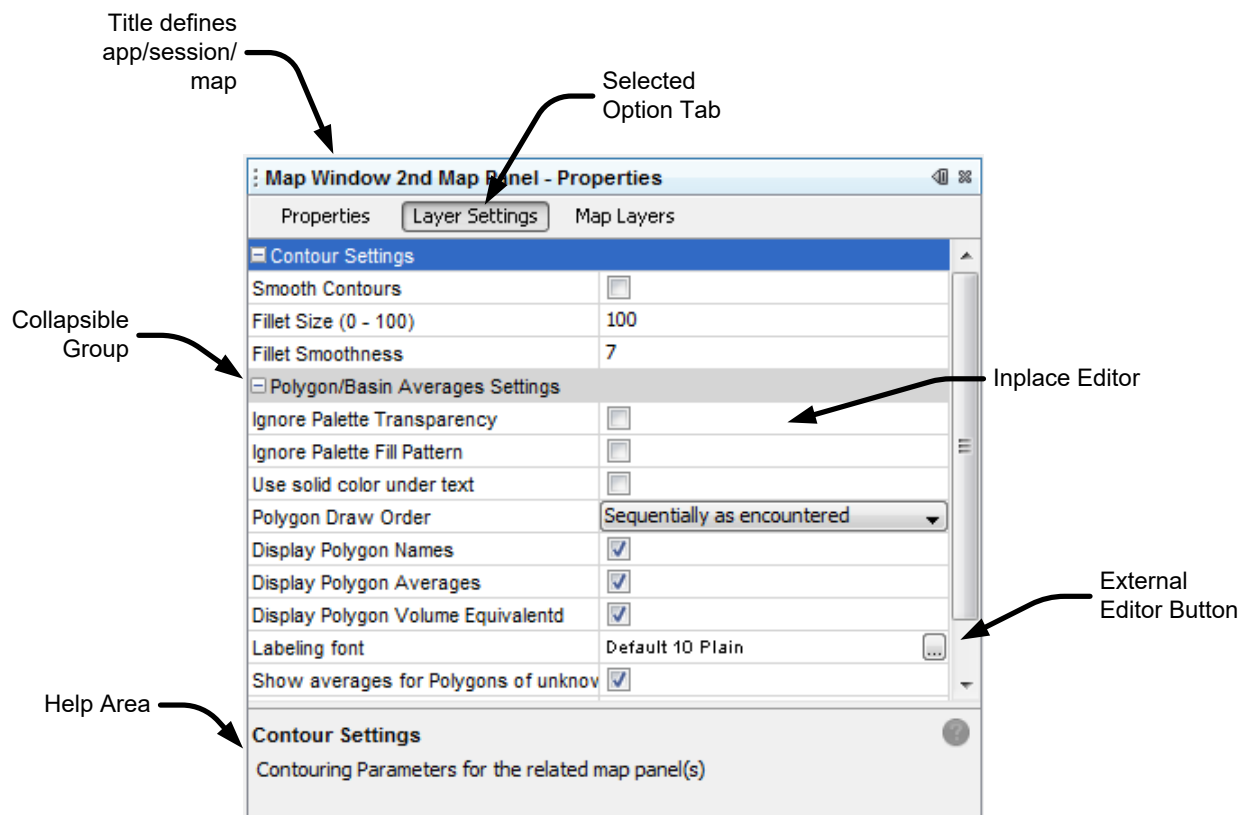 Title defines
app/session/
map
Selected
Option Tab
Map Window 2nd Map Panel - Properties
Properties Layer Settings Map Layers
Contour Settings
Smooth Contours
Fillet Size (0 - 100) 100
Collapsible
Group
Fillet Smoothness 7
Polygon/Basin Averages Settings
Inplace Editor
Ignore Palette Transparency
Ignore Palette Fill Pattern
Use solid color under text
Polygon Draw Order Sequentially as encountered
Display Polygon Names
Display Polygon Averages
External
Editor Button
Display Polygon Volume Equivalentd
Labeling font Default 10 Plain ...
Show averages for Polygons of unknov
Help Area
Contour Settings ?
Contouring Parameters for the related map panel(s)